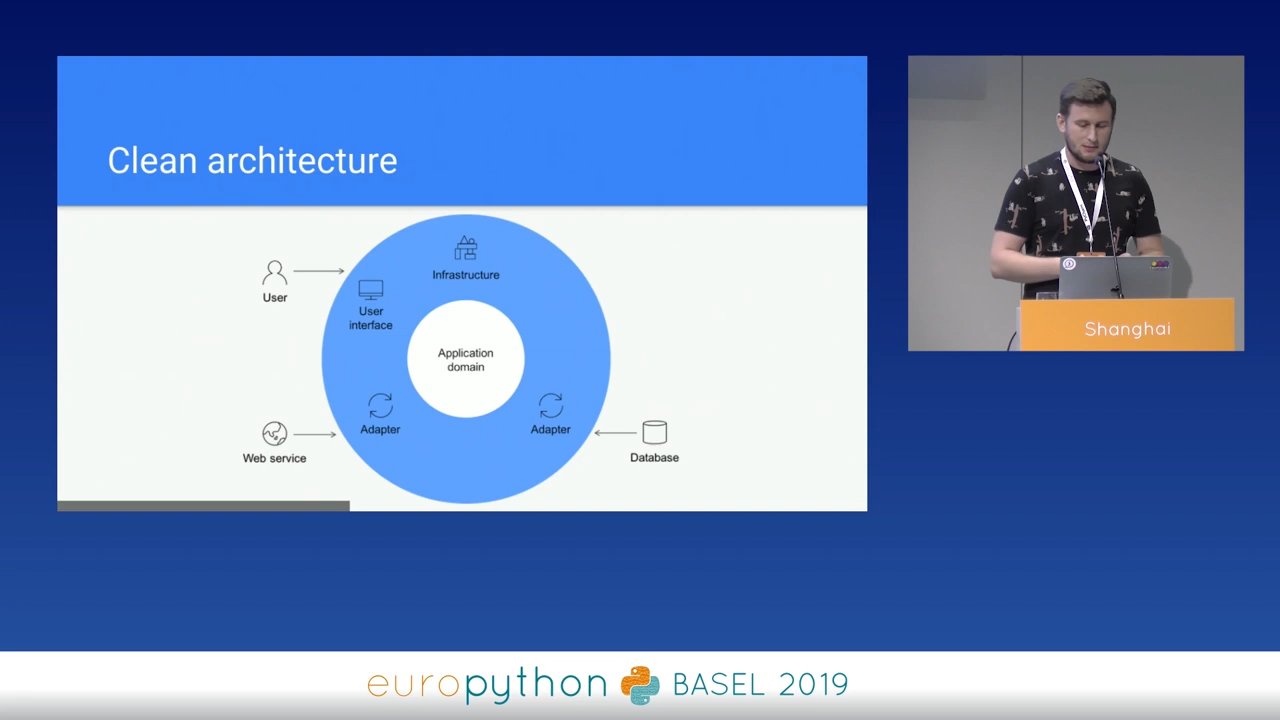 Clean architecture
Infrastructure
User
User
interface
Application
domain
Adapter
Adapter
Web service
Database
Shanghai
europython BASEL 2019